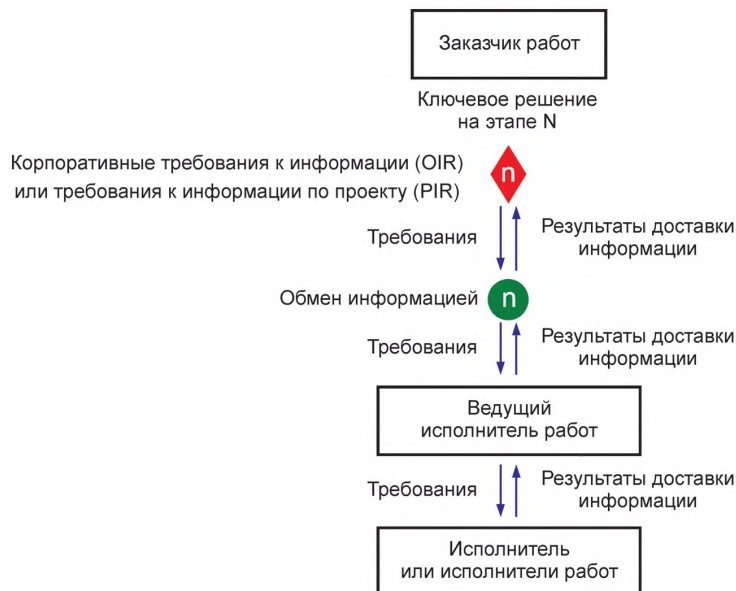 Заказчик работ
Ключевое решение
на этапе N
Корпоративные требования к информации (OIR)
или требования к информации по проекту (PIR)
n
Требования
Результаты доставки
информации
Обмен информацией
n
Требования
Результаты доставки
информации
Ведущий
исполнитель работ
Требования
Результаты доставки
информации
Исполнитель
или исполнители работ